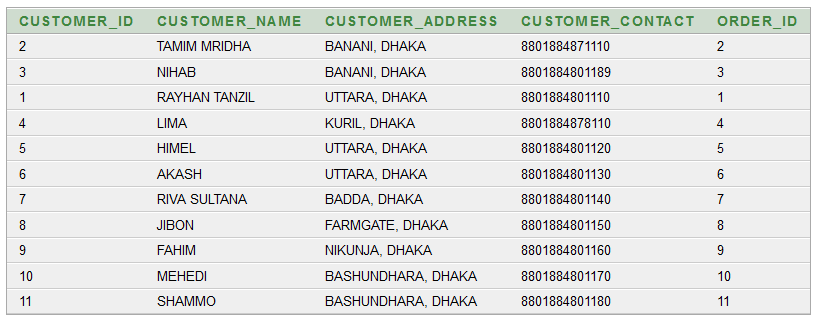 CUSTOMER_ID CUSTOMER_NAME CUSTOMER_ADDRESS CUSTOMER_CONTACT ORDER_ID
2 TAMIM MRIDHA BANANI, DHAKA 8801884871110 2
3 NIHAB BANANI, DHAKA 8801884801189 3
1 RAYHAN TANZIL UTTARA, DHAKA 8801884801110 1
4 LIMA KURIL, DHAKA 8801884878110 4
5 HIMEL UTTARA, DHAKA 8801884801120 5
6 AKASH UTTARA, DHAKA 8801884801130 6
7 RIVA SULTANA BADDA, DHAKA 8801884801140 7
8 JIBON FARMGATE, DHAKA 8801884801150 8
9 FAHIM NIKUNJA, DHAKA 8801884801160 9
10 MEHEDI BASHUNDHARA, DHAKA 8801884801170 10
11 SHAMMO BASHUNDHARA, DHAKA 8801884801180 11